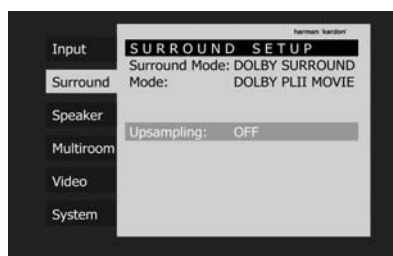 harman kardon
Input
Surround
Speaker
Multiroom
Video
System
SURROUND SETUP
Surround Mode: DOLBY SURROUND
Mode: DOLBY PLII MOVIE
Upsampling: OFF